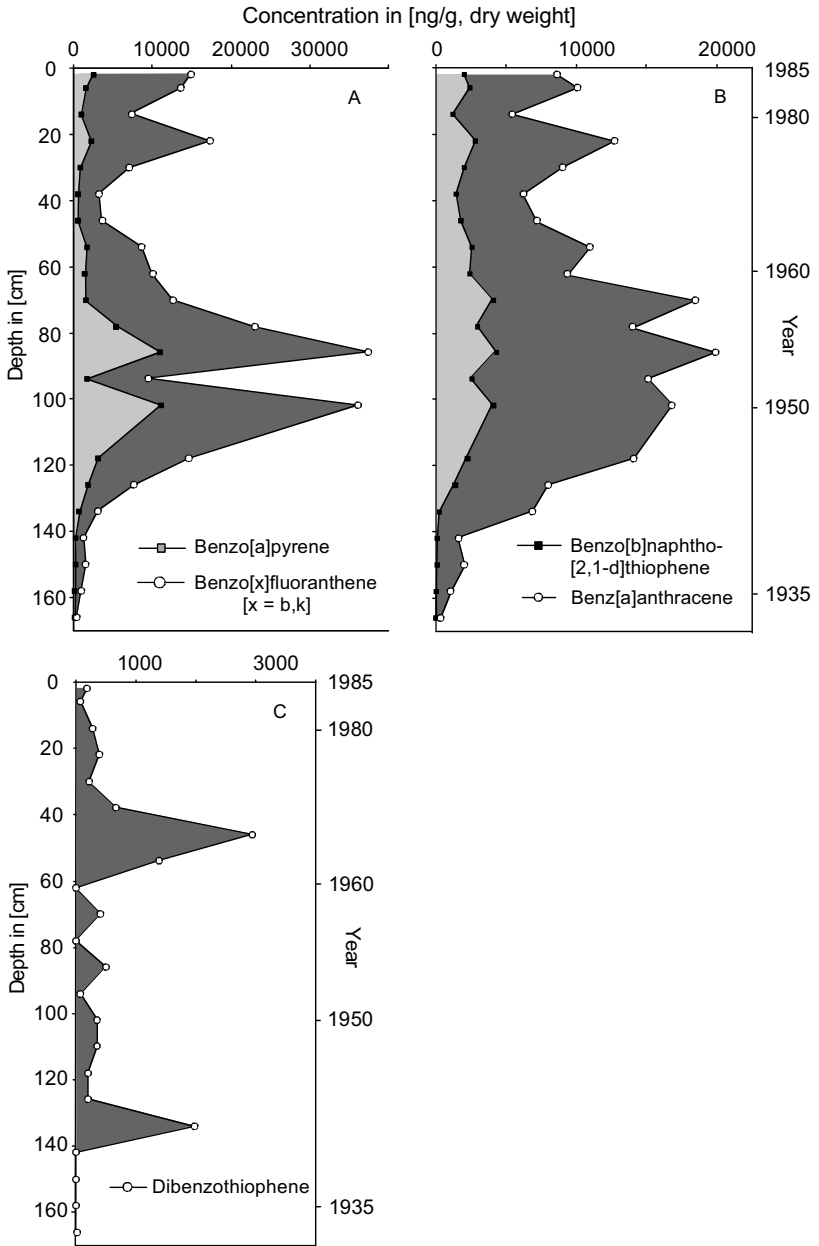 Concentration in [ng/g, dry weight]
0 10000 20000 30000
0 10000 20000
0
20
40
60
80
100
120
140
160
Depth in [cm]
A
Benzo[a]pyrene
Benzo[x]fluoranthene
[x = b,k]
B
1985
1980
1960
1950
1935
Year
Benzo[b]naphtho-
[2,1-d]thiophene
Benz[a]anthracene
1000 3000
0
20
40
60
80
100
120
140
160
Depth in [cm]
C
1985
1980
1960
1950
1935
Year
Dibenzothiophene